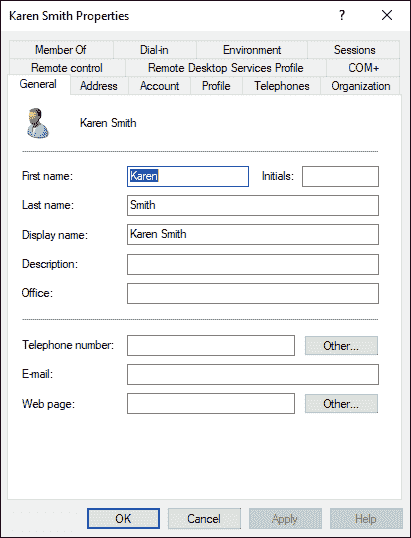 Karen Smith Properties ? ×
Member Of Dial-in Environment Sessions
Remote control Remote Desktop Services Profile COM+
General Address Account Profile Telephones Organization
Karen Smith
First name: Karen Initials:
Last name: Smith
Display name: Karen Smith
Description:
Office:
Telephone number: Other...
E-mail:
Web page: Other...
OK Cancel Apply Help